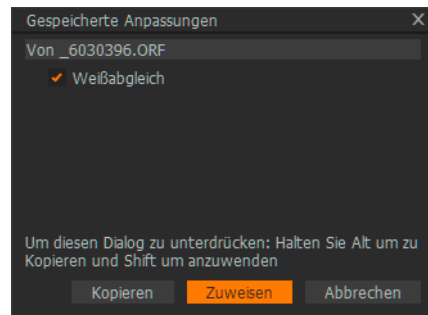 Gespeicherte Anpassungen X
Von _6030396.ORF
Weißabgleich
Um diesen Dialog zu unterdrücken: Halten Sie Alt um zu
Kopieren und Shift um anzuwenden
Kopieren Zuweisen Abbrechen